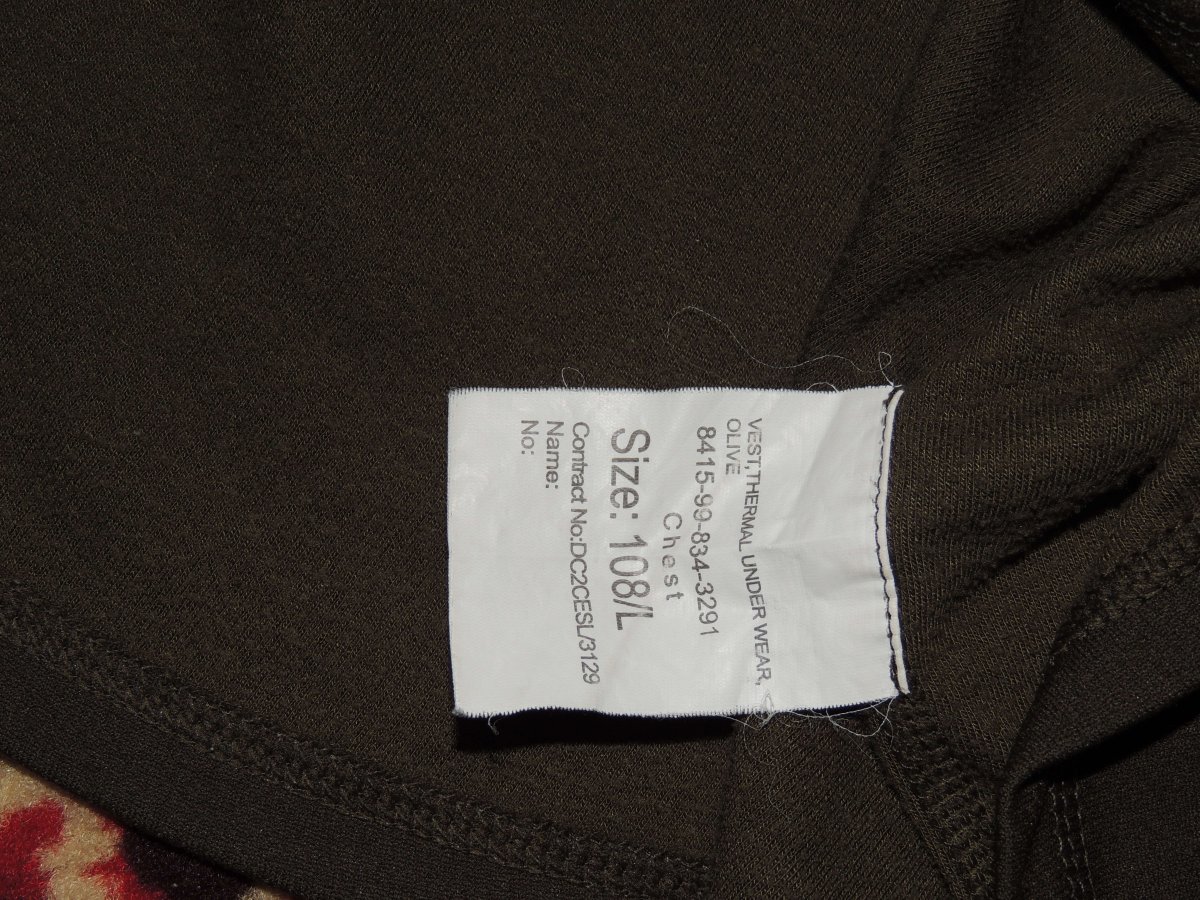 VEST,THERMAL UNDER WEAR,
OLIVE
8415-99-834-3291
Chest
Size: 108/L
Contract No:DC2CESL/3129
Name:
No: